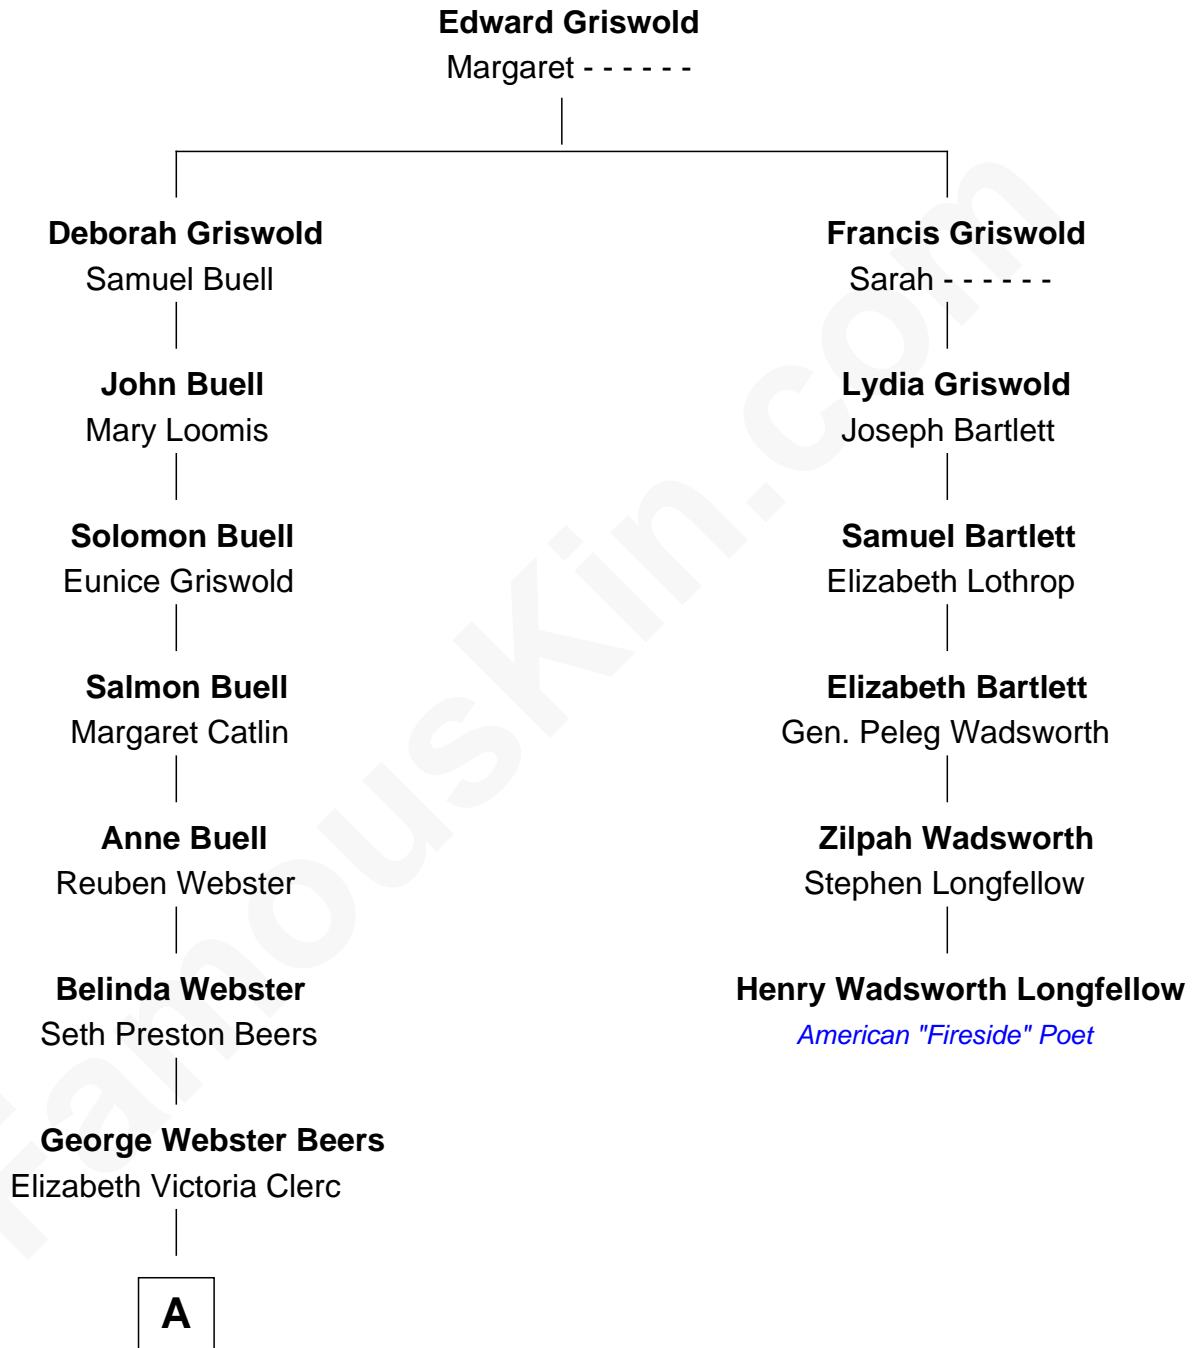 Edward Griswold
Margaret - - - - - -
Deborah Griswold
Samuel Buell
Francis Griswold
Sarah - - - - - -
John Buell
Mary Loomis
Lydia Griswold
Joseph Bartlett
Solomon Buell
Eunice Griswold
Samuel Bartlett
Elizabeth Lothrop
Salmon Buell
Margaret Catlin
Elizabeth Bartlett
Gen. Peleg Wadsworth
Anne Buell
Reuben Webster
Zilpah Wadsworth
Stephen Longfellow
Belinda Webster
Seth Preston Beers
Henry Wadsworth Longfellow
American "Fireside" Poet
George Webster Beers
Elizabeth Victoria Clerc
A
FamousKin.com